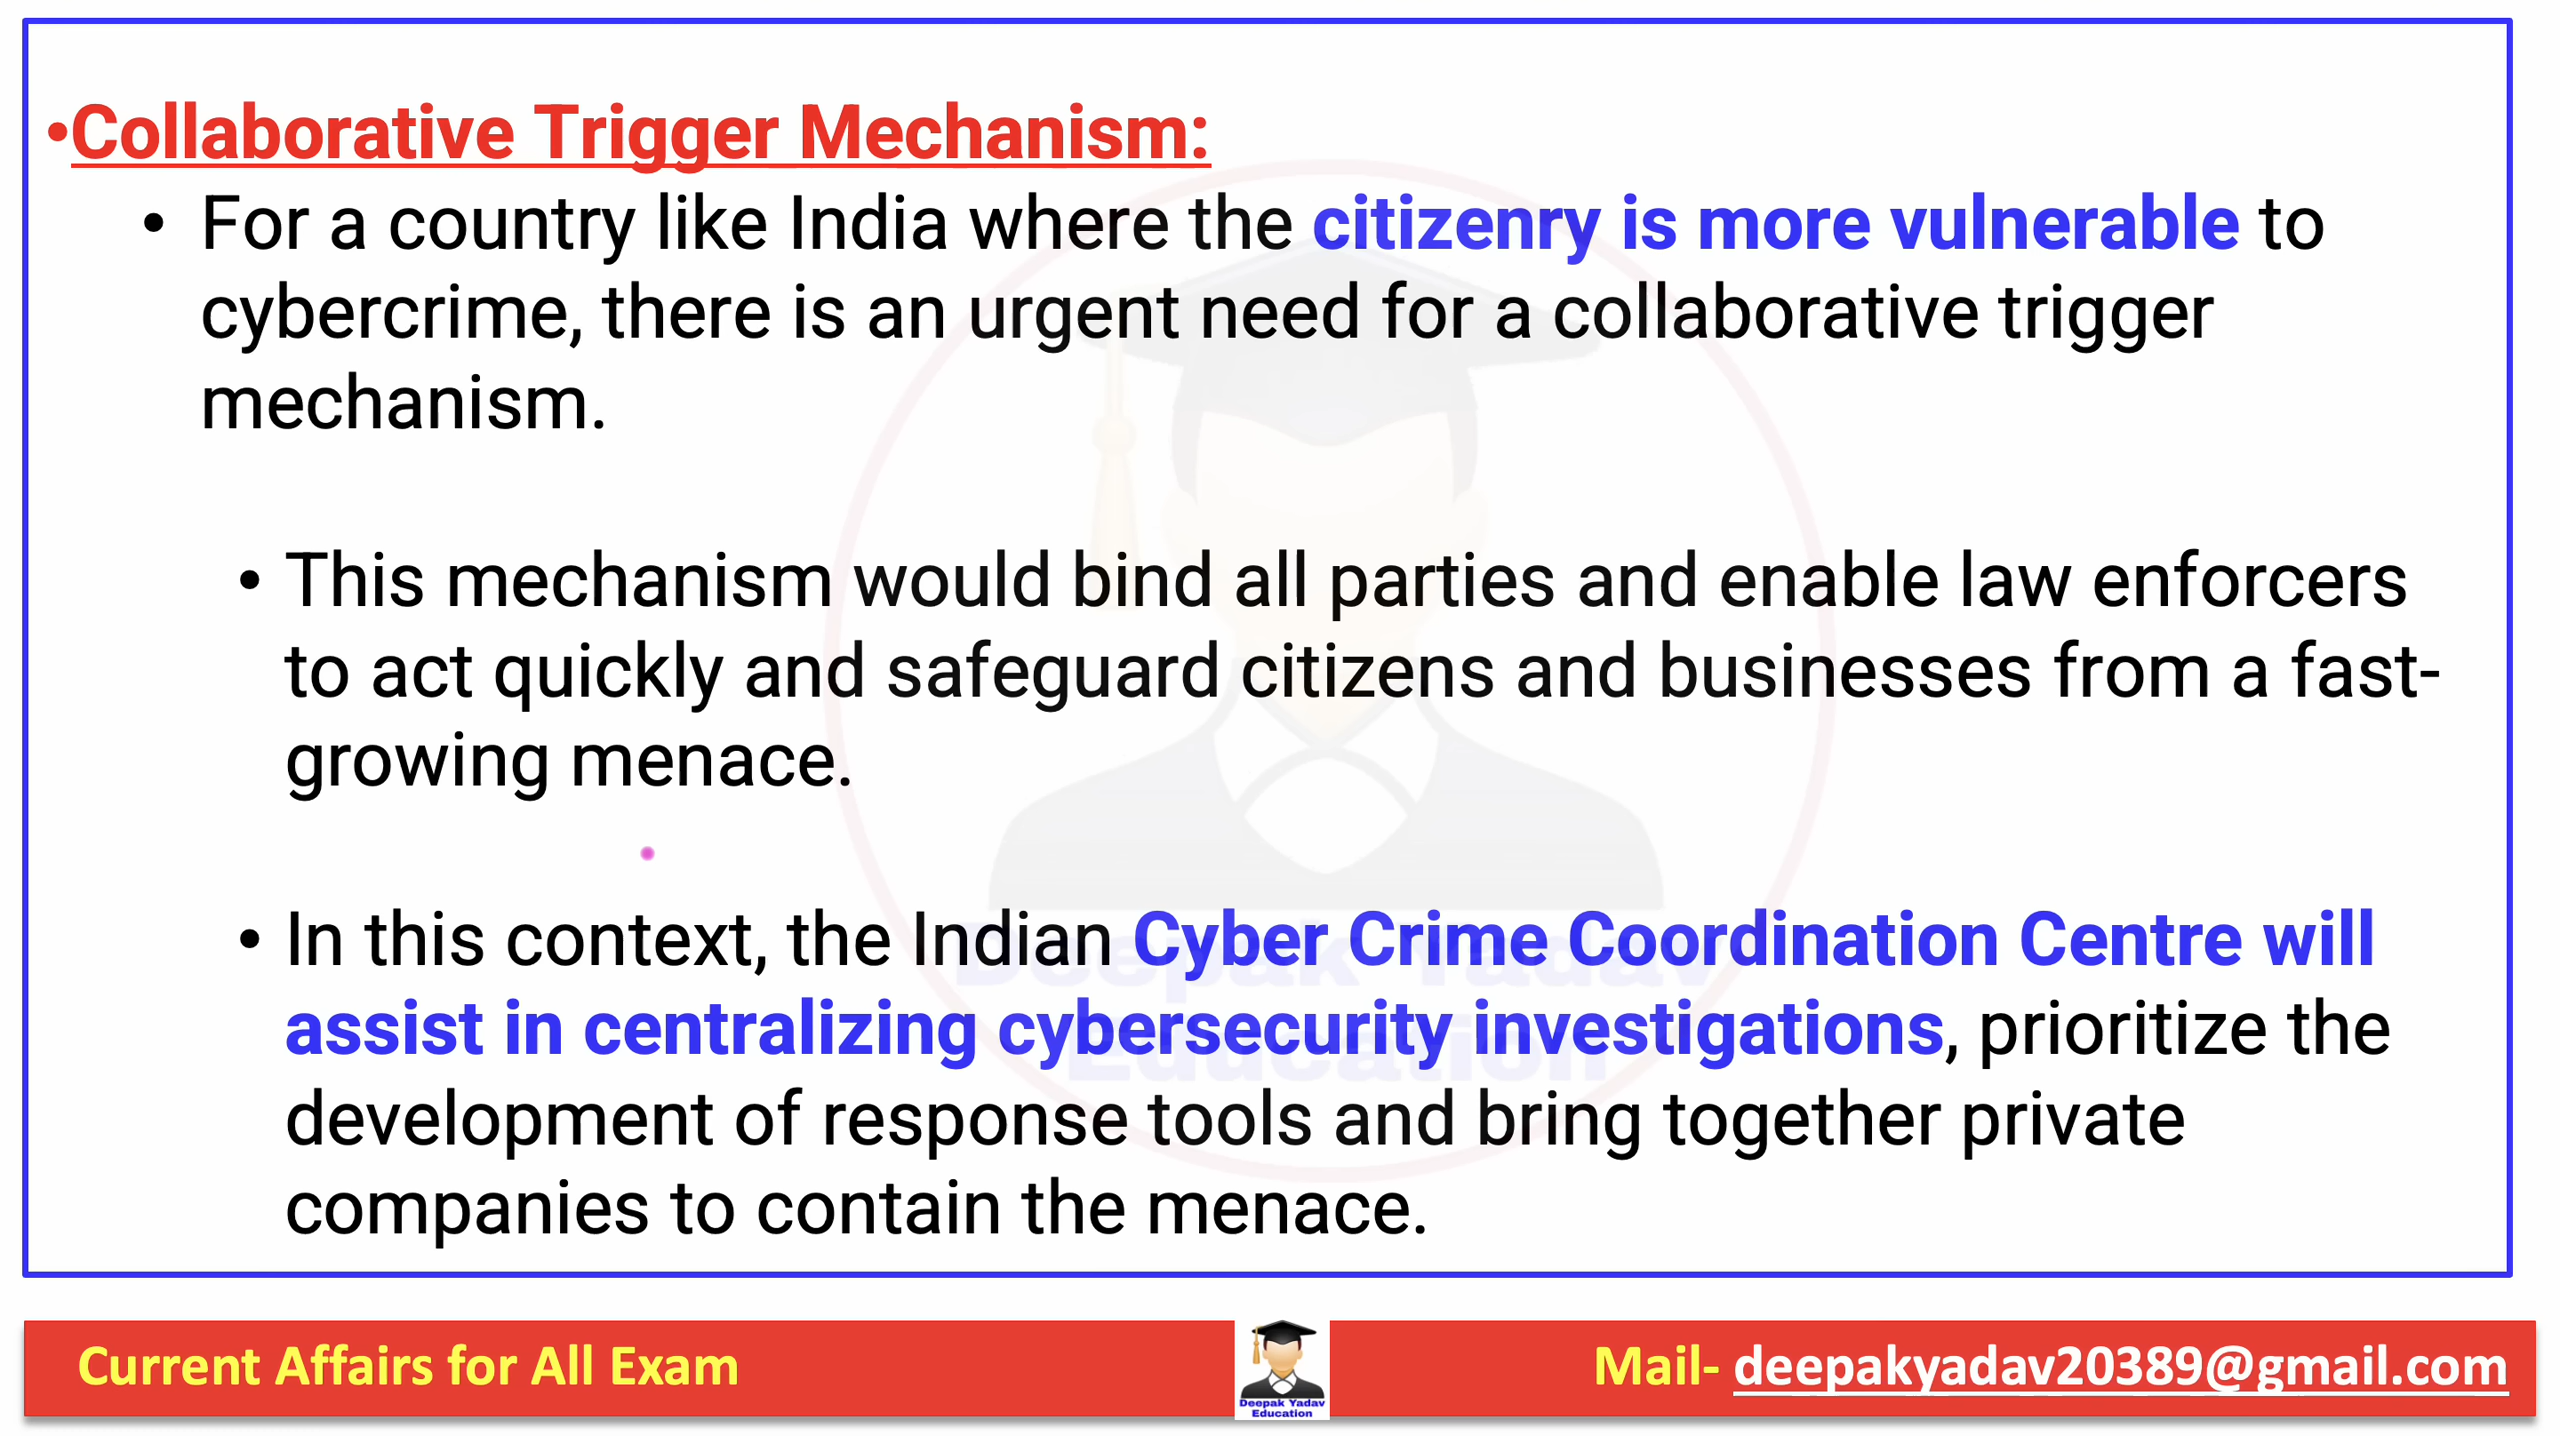 •Collaborative Trigger Mechanism:
• For a country like India where the citizenry is more vulnerable to
cybercrime, there is an urgent need for a collaborative trigger
mechanism.
• This mechanism would bind all parties and enable law enforcers
to act quickly and safeguard citizens and businesses from a fast-
growing menace.
• In this context, the Indian Cyber Crime Coordination Centre will
assist in centralizing cybersecurity investigations, prioritize the
development of response tools and bring together private
companies to contain the menace.
Deepak Yadav
Education
Current Affairs for All Exam
Deepak Yadav
Education
Mail- deepakyadav20389@gmail.com